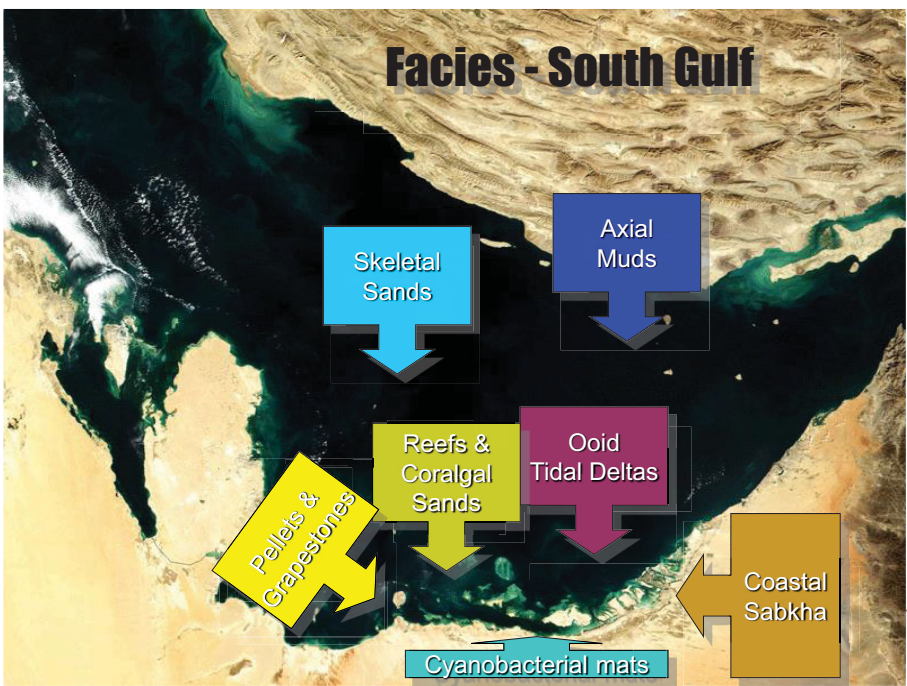 Facies - South Gulf
Axial
Muds
Skeletal
Sands
Reefs &
Coralgal
Sands
Ooid
Tidal Deltas
Pellets &
Grapestones
Coastal
Sabkha
Cyanobacterial mats